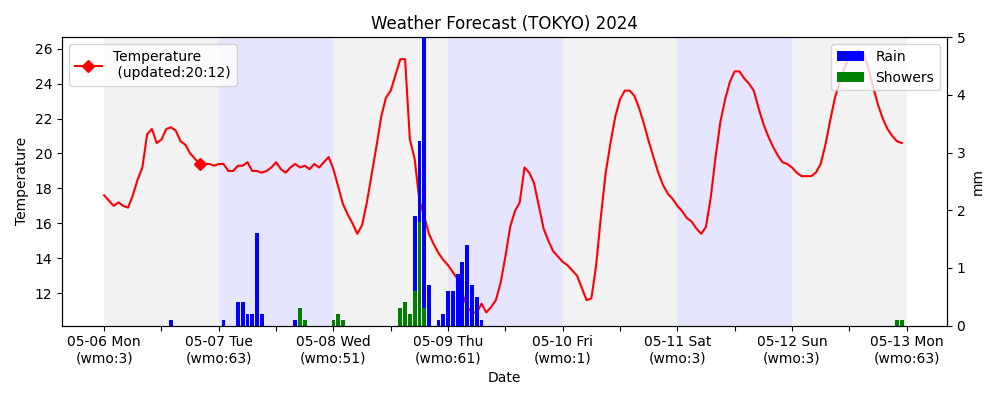 Weather Forecast (TOKYO) 2024
Temperature
(updated:20:12)
Rain
Showers
26
24
22
20
18
16
14
12
Temperature
5
4
3
2
1
0
mm
05-06 Mon
(wmo:3)
05-07 Tue
(wmo:63)
05-08 Wed
(wmo:51)
05-09 Thu
(wmo:61)
05-10 Fri
(wmo:1)
05-11 Sat
(wmo:3)
05-12 Sun
(wmo:3)
05-13 Mon
(wmo:63)
Date